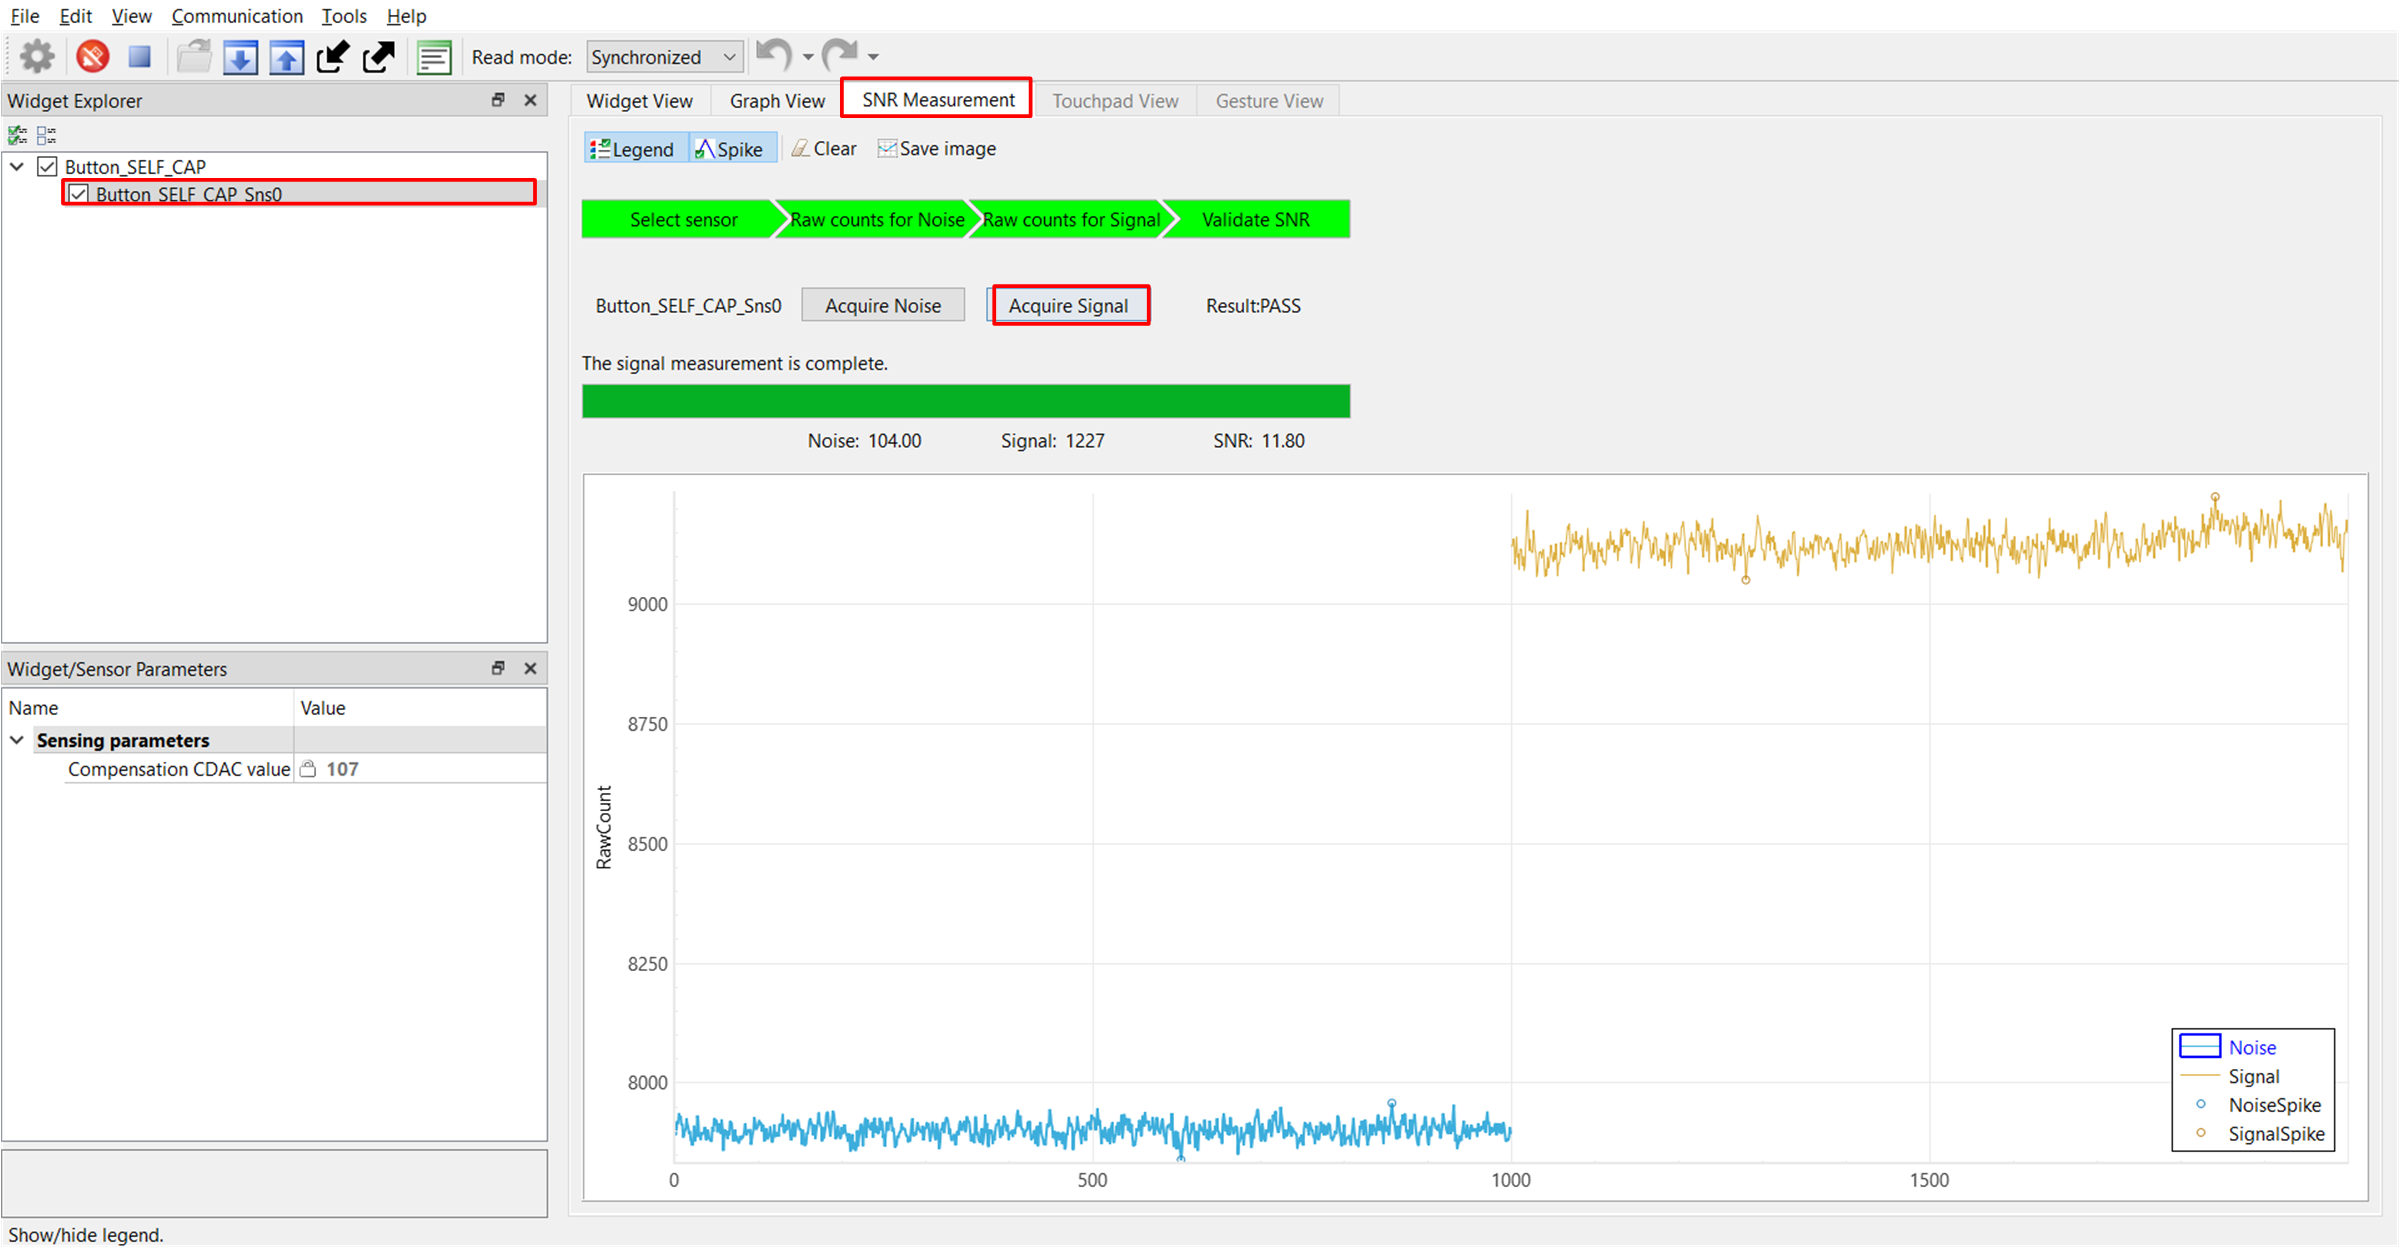 File Edit View Communication Tools Help
Read mode: Synchronized
Widget Explorer
Button_SELF_CAP
Button_SELF_CAP_Sns0
Widget/Sensor Parameters
Name Value
Sensing parameters
Compensation CDAC value 107
Show/hide legend.
Widget View Graph View SNR Measurement Touchpad View Gesture View
Legend Spike Clear Save image
Select sensor Raw counts for Noise Raw counts for Signal Validate SNR
Button_SELF_CAP_Sns0 Acquire Noise Acquire Signal Result:PASS
The signal measurement is complete.
Noise: 104.00 Signal: 1227 SNR: 11.80
RawCount
9000
8750
8500
8250
8000
0 500 1000 1500
Noise
Signal
NoiseSpike
SignalSpike